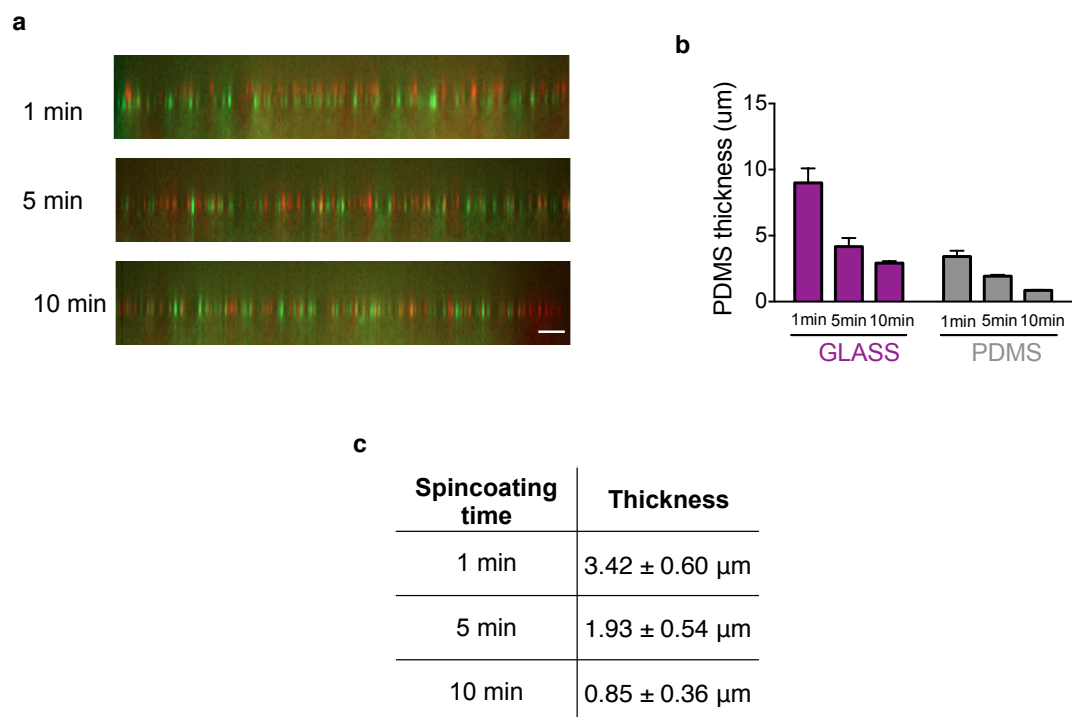 a
1 min
5 min
10 min
b
PDMS thickness (um)
15
10
5
0
1min 5min 10min 1min 5min 10min
GLASS PDMS
c
Spincoating time Thickness
1 min 3.42 ± 0.60 µm
5 min 1.93 ± 0.54 µm
10 min 0.85 ± 0.36 µm